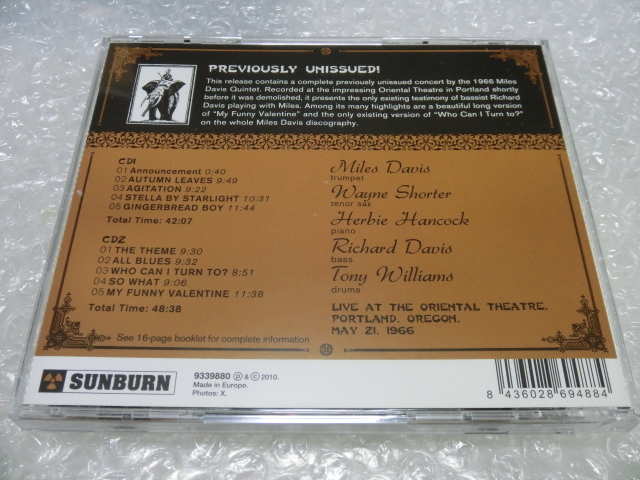 PREVIOUSLY UNISSUED!
This release contains a complete previously unissued concert by the 1966 Miles
Davis Quintet. Recorded at the impressing Oriental Theatre in Portland shortly
before it was demolished, it presents the only existing testimony of bassist Richard
Davis playing with Miles. Among its many highlights are a beautiful long version
of "My Funny Valentine" and the only existing version of "Who Can I Turn to?"
on the whole Miles Davis discography.
CD1
01 Announcement 0:40
02 AUTUMN LEAVES 9:49
03 AGITATION 9:22
04 STELLA BY STARLIGHT 10:31
05 GINGERBREAD BOY 11:44
Total Time: 42:07
CD2
01 THE THEME 9:30
02 ALL BLUES 9:32
03 WHO CAN I TURN TO? 8:51
04 SO WHAT 9:06
05 MY FUNNY VALENTINE 11:38
Total Time: 48:38
See 16-page booklet for complete information
Miles Davis
trumpet
Wayne Shorter
tenor sax
Herbie Hancock
piano
Richard Davis
bass
Tony Williams
drums
LIVE AT THE ORIENTAL THEATRE,
PORTLAND, OREGON,
MAY 21, 1966
SUNBURN
9339880 ℗ & © 2010.
Made in Europe.
Photos: X.
8 436028 694884